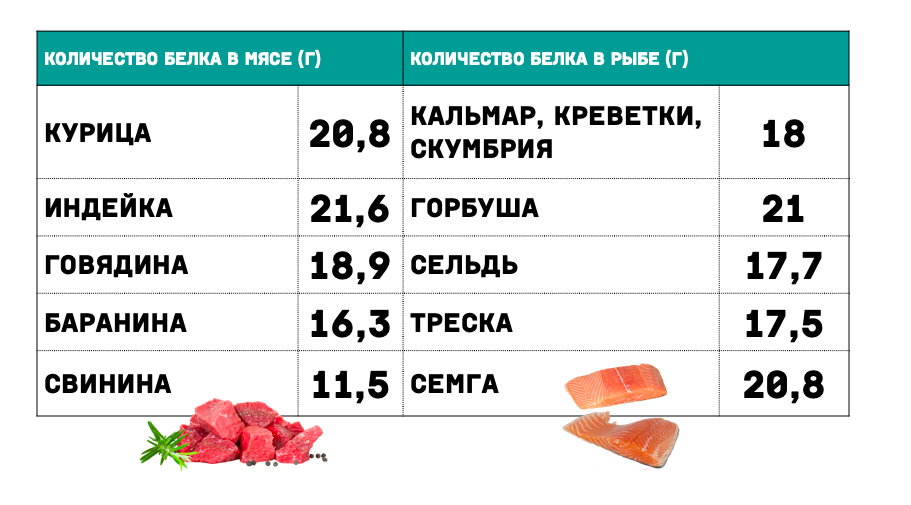 КОЛИЧЕСТВО БЕЛКА В МЯСЕ (Г) КОЛИЧЕСТВО БЕЛКА В РЫБЕ (Г)
КУРИЦА 20,8 КАЛЬМАР, КРЕВЕТКИ,
СКУМБРИЯ 18
ИНДЕЙКА 21,6 ГОРБУША 21
ГОВЯДИНА 18,9 СЕЛЬДЬ 17,7
БАРАНИНА 16,3 ТРЕСКА 17,5
СВИНИНА 11,5 СЕМГА 20,8